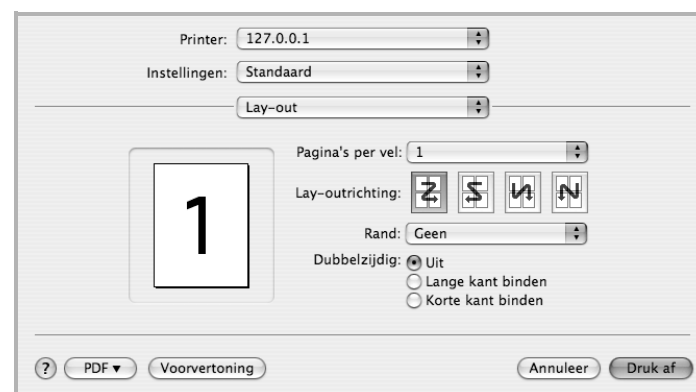 Printer: 127.0.0.1
Instellingen: Standaard
Lay-out
Pagina's per vel: 1
Lay-outrichting:
Rand: Geen
Dubbelzijdig: Uit
Lange kant binden
Korte kant binden
1
? PDF ▼ Voorvertoning Annuleer Druk af